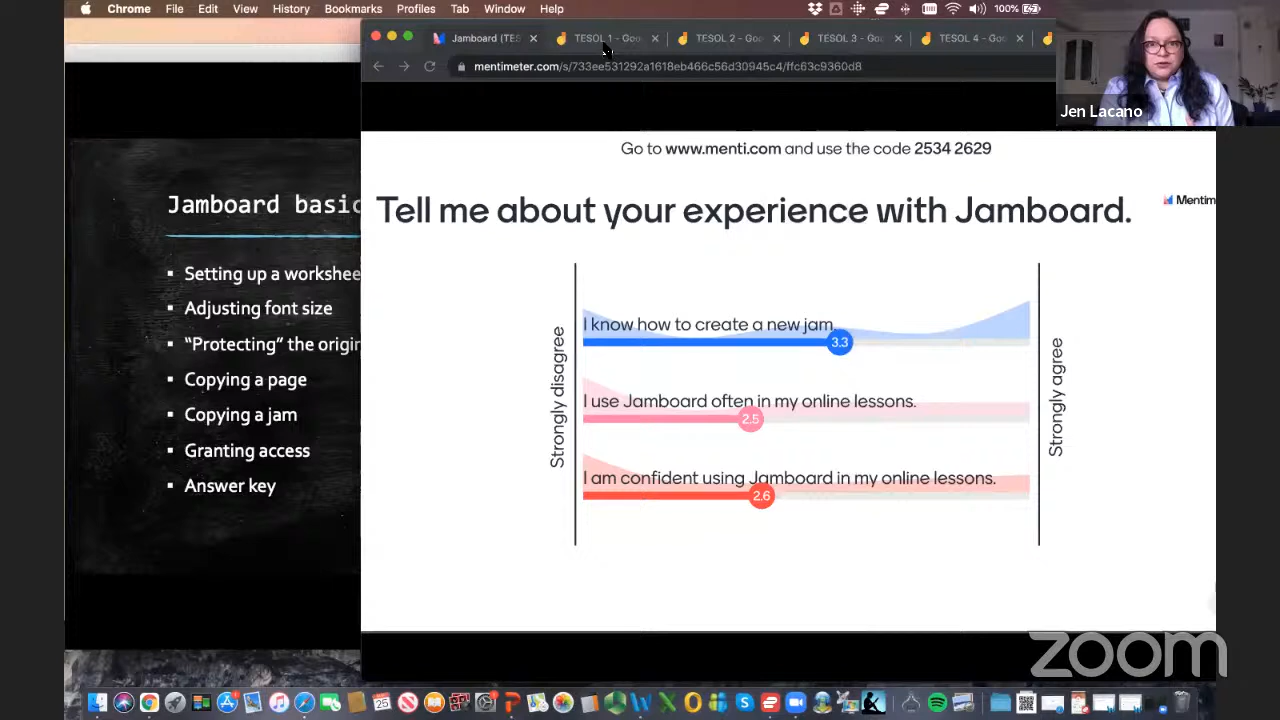 Chrome File Edit View History Bookmarks Profiles Tab Window Help 100%
Jamboard (TES TESOL 1 - Goo TESOL 2 - Goo TESOL 3 - Goo TESOL 4 - Goo
mentimeter.com/s/733ee531292a1618eb466c56d30945c4/ffc63c9360d8
Jen Lacano
Go to www.menti.com and use the code 2534 2629
Mentim
Tell me about your experience with Jamboard.
Jamboard basic
▪ Setting up a workshee
▪ Adjusting font size
▪ “Protecting” the origin
▪ Copying a page
▪ Copying a jam
▪ Granting access
▪ Answer key
Strongly disagree
I know how to create a new jam.
3.3
I use Jamboard often in my online lessons.
2.5
I am confident using Jamboard in my online lessons.
2.6
Strongly agree
zoom